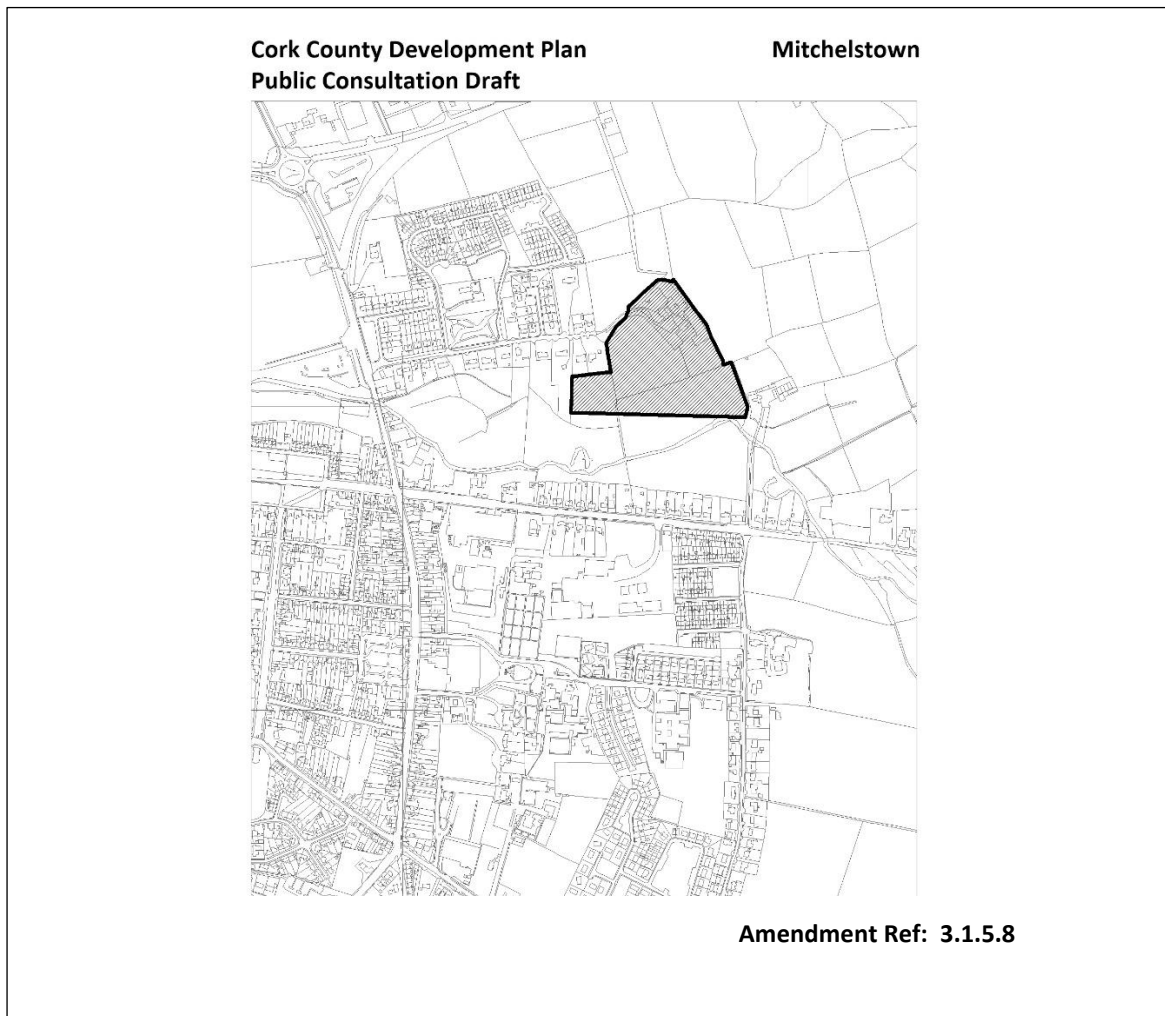 Cork County Development Plan Mitchelstown
Public Consultation Draft
Amendment Ref: 3.1.5.8